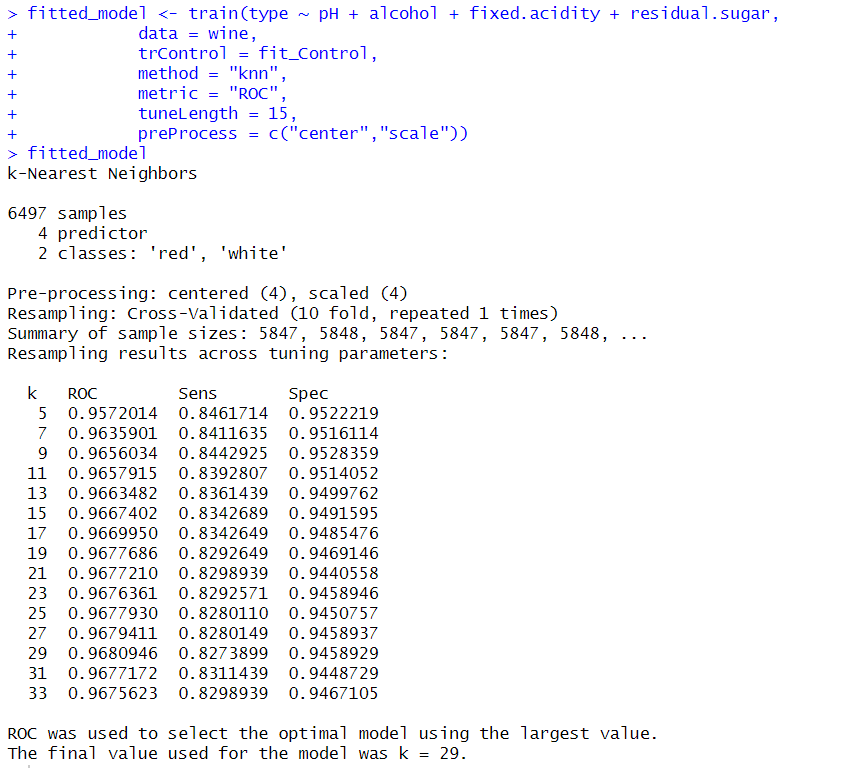 > fitted_model <- train(type ~ pH + alcohol + fixed.acidity + residual.sugar,
+            data = wine,
+            trControl = fit_Control,
+            method = "knn",
+            metric = "ROC",
+            tuneLength = 15,
+            preProcess = c("center","scale"))
> fitted_model
k-Nearest Neighbors

6497 samples
   4 predictor
   2 classes: 'red', 'white'

Pre-processing: centered (4), scaled (4)
Resampling: Cross-Validated (10 fold, repeated 1 times)
Summary of sample sizes: 5847, 5848, 5847, 5847, 5847, 5848, ...
Resampling results across tuning parameters:

  k   ROC        Sens       Spec
   5  0.9572014  0.8461714  0.9522219
   7  0.9635901  0.8411635  0.9516114
   9  0.9656034  0.8442925  0.9528359
  11  0.9657915  0.8392807  0.9514052
  13  0.9663482  0.8361439  0.9499762
  15  0.9667402  0.8342689  0.9491595
  17  0.9669950  0.8342649  0.9485476
  19  0.9677686  0.8292649  0.9469146
  21  0.9677210  0.8298939  0.9440558
  23  0.9676361  0.8292571  0.9458946
  25  0.9677930  0.8280110  0.9450757
  27  0.9679411  0.8280149  0.9458937
  29  0.9680946  0.8273899  0.9458929
  31  0.9677172  0.8311439  0.9448729
  33  0.9675623  0.8298939  0.9467105

ROC was used to select the optimal model using the largest value.
The final value used for the model was k = 29.